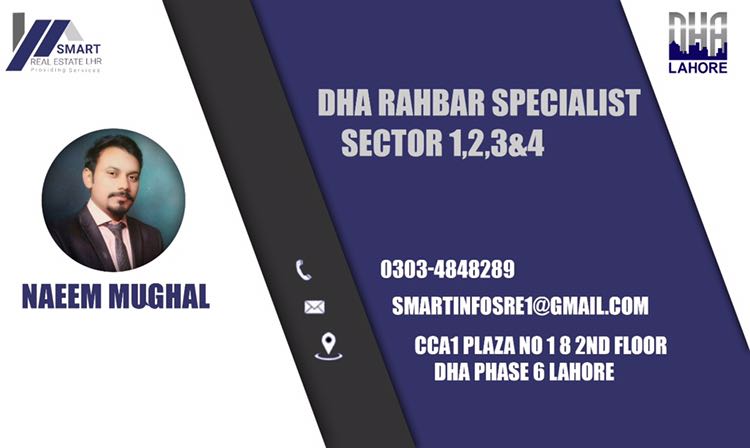 SMART
REAL ESTATE LHR
Providing Services
DHA
LAHORE
DHA RAHBAR SPECIALIST
SECTOR 1,2,3&4
NAEEM MUGHAL
0303-4848289
SMARTINFOSRE1@GMAIL.COM
CCA1 PLAZA NO 1 8 2ND FLOOR
DHA PHASE 6 LAHORE